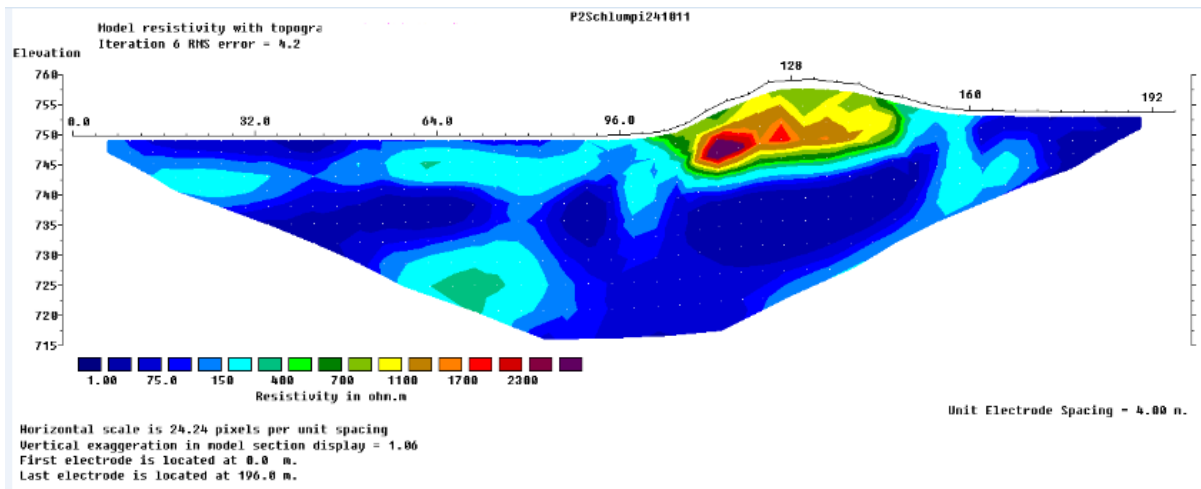 P2Schlumpi241011
Model resistivity with topogra
Iteration 6 RMS error = 4.2
Elevation
128
760
160
192
755
0.0 32.0 64.0 96.0
750
745
740
735
730
725
720
715
1.00 75.0 150 400 700 1100 1700 2300
Resistivity in ohm.m
Unit Electrode Spacing = 4.00 m.
Horizontal scale is 24.24 pixels per unit spacing
Vertical exaggeration in model section display = 1.06
First electrode is located at 0.0 m.
Last electrode is located at 196.0 m.